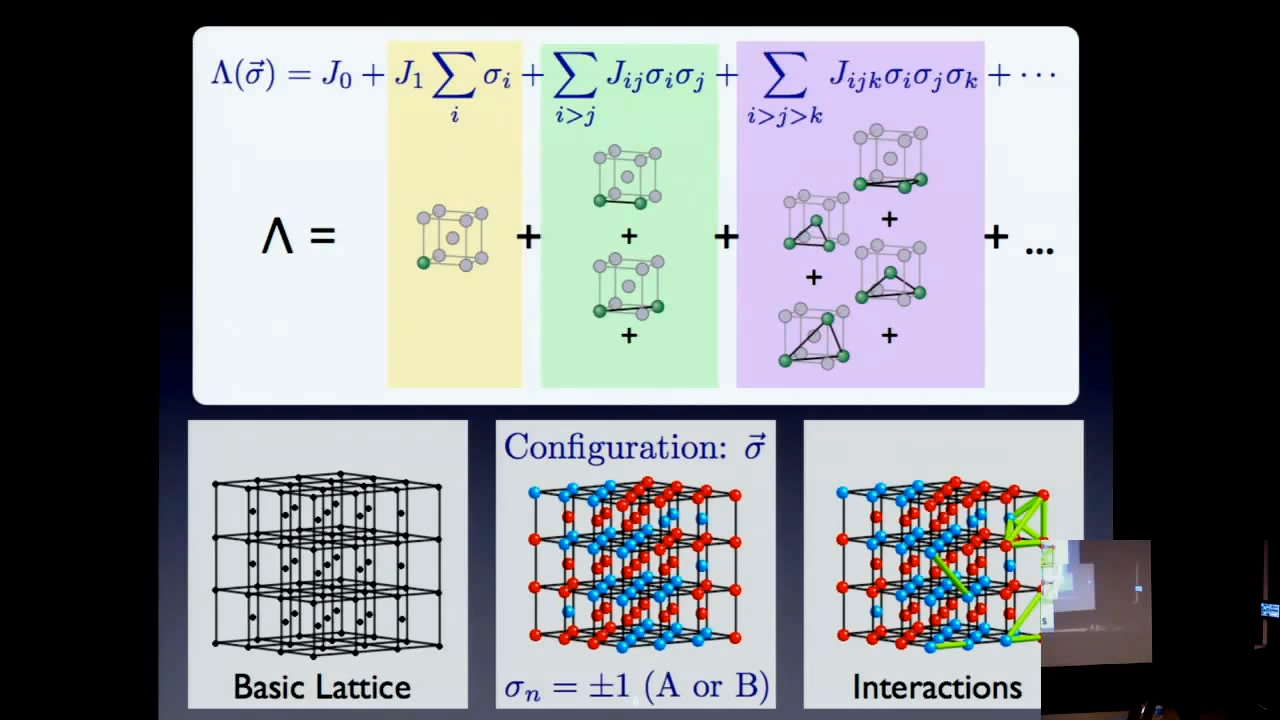 Λ(σ⃗) = J₀ + J₁ ∑ᵢ σᵢ + ∑ᵢ>ⱼ Jᵢⱼσᵢσⱼ + ∑ᵢ>ⱼ>ₖ Jᵢⱼₖσᵢσⱼσₖ + ⋯
Λ = + + + ...
+
+
+
+
+
Configuration: σ⃗
Basic Lattice
σₙ = ±1 (A or B)
Interactions